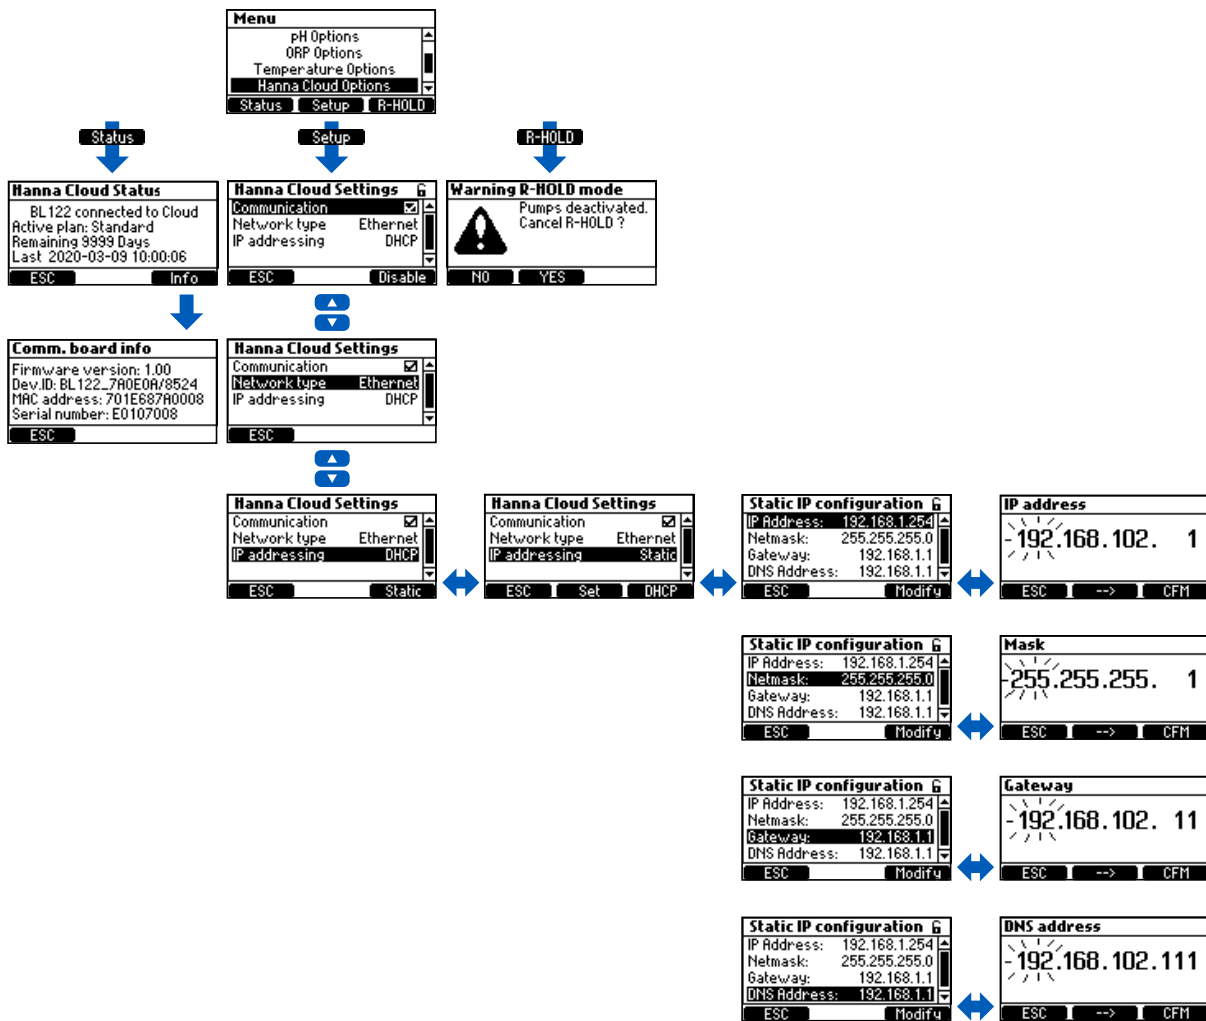 Menu
pH Options
ORP Options
Temperature Options
Hanna Cloud Options
Status Setup R-HOLD
Status Setup R-HOLD
Hanna Cloud Status
BL122 connected to Cloud
Active plan: Standard
Remaining 9999 Days
Last 2020-03-09 10:00:06
ESC Info
Hanna Cloud Settings
Communication
Network type Ethernet
IP addressing DHCP
ESC Disable
Warning R-HOLD mode
Pumps deactivated.
Cancel R-HOLD ?
NO YES
Comm. board info
Firmware version: 1.00
Dev.ID: BL122_7A0E0A/8524
MAC address: 701E687A0008
Serial number: E0107008
ESC
Hanna Cloud Settings
Communication
Network type Ethernet
IP addressing DHCP
ESC
Hanna Cloud Settings
Communication
Network type Ethernet
IP addressing DHCP
ESC Static
Hanna Cloud Settings
Communication
Network type Ethernet
IP addressing Static
ESC Set DHCP
Static IP configuration
IP Address: 192.168.1.254
Netmask: 255.255.255.0
Gateway: 192.168.1.1
DNS Address: 192.168.1.1
ESC Modify
IP address
192.168.102. 1
ESC --> CFM
Static IP configuration
IP Address: 192.168.1.254
Netmask: 255.255.255.0
Gateway: 192.168.1.1
DNS Address: 192.168.1.1
ESC Modify
Mask
255.255.255. 1
ESC --> CFM
Static IP configuration
IP Address: 192.168.1.254
Netmask: 255.255.255.0
Gateway: 192.168.1.1
DNS Address: 192.168.1.1
ESC Modify
Gateway
192.168.102. 11
ESC --> CFM
Static IP configuration
IP Address: 192.168.1.254
Netmask: 255.255.255.0
Gateway: 192.168.1.1
DNS Address: 192.168.1.1
ESC Modify
DNS address
192.168.102.111
ESC --> CFM